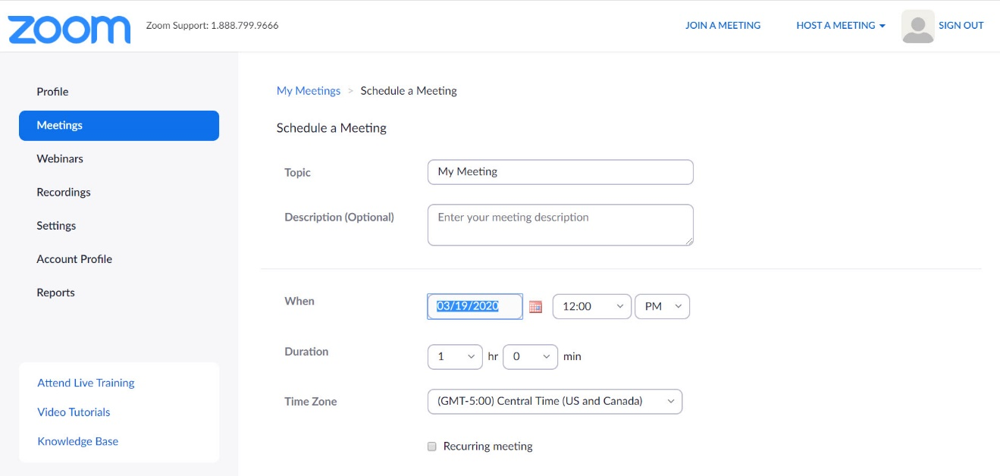 zoom Zoom Support: 1.888.799.9666 JOIN A MEETING HOST A MEETING SIGN OUT
Profile
Meetings
Webinars
Recordings
Settings
Account Profile
Reports
Attend Live Training
Video Tutorials
Knowledge Base
My Meetings > Schedule a Meeting
Schedule a Meeting
Topic My Meeting
Description (Optional) Enter your meeting description
When 03/19/2020 12:00 PM
Duration 1 hr 0 min
Time Zone (GMT-5:00) Central Time (US and Canada)
Recurring meeting